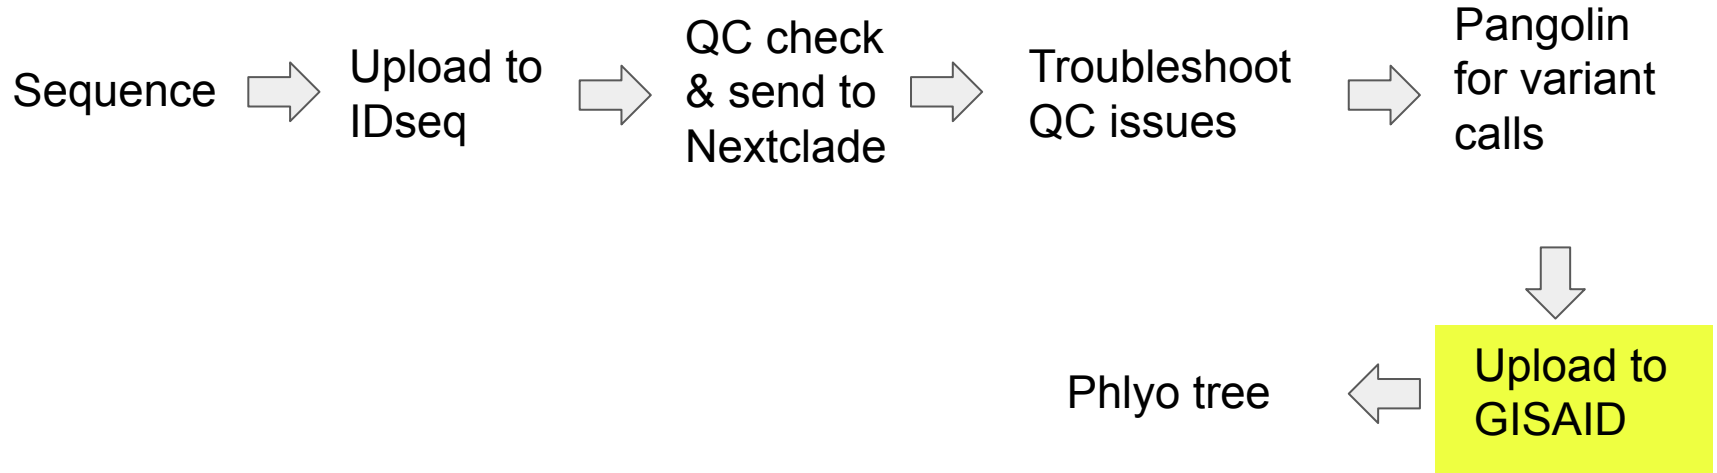 Sequence
Upload to
IDseq
QC check
& send to
Nextclade
Troubleshoot
QC issues
Pangolin
for variant
calls
Upload to
GISAID
Phlyo tree